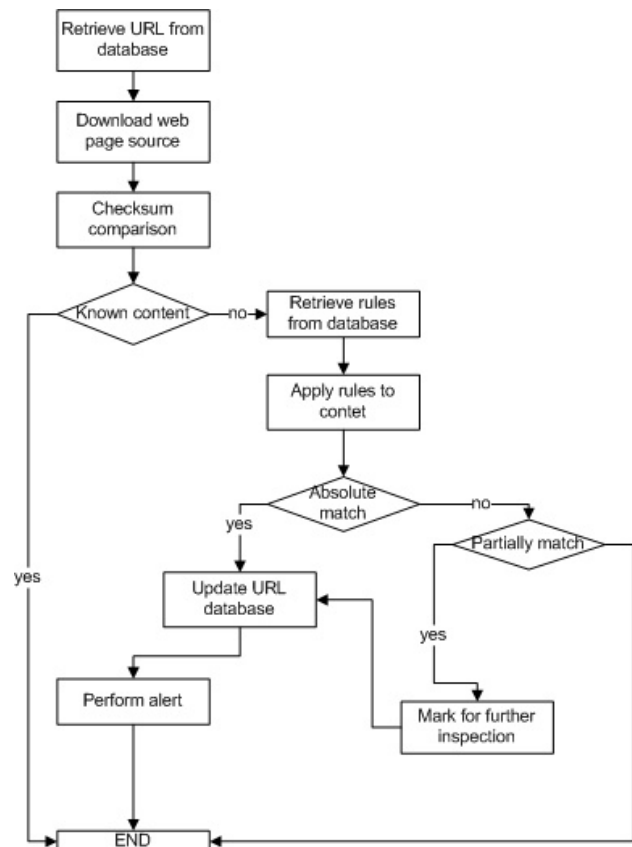 Retrieve URL from
database
Download web
page source
Checksum
comparison
Known content
no
Retrieve rules
from database
Apply rules to
contet
Absolute
match
no
yes
Partially match
yes
Update URL
database
yes
Perform alert
Mark for further
inspection
END